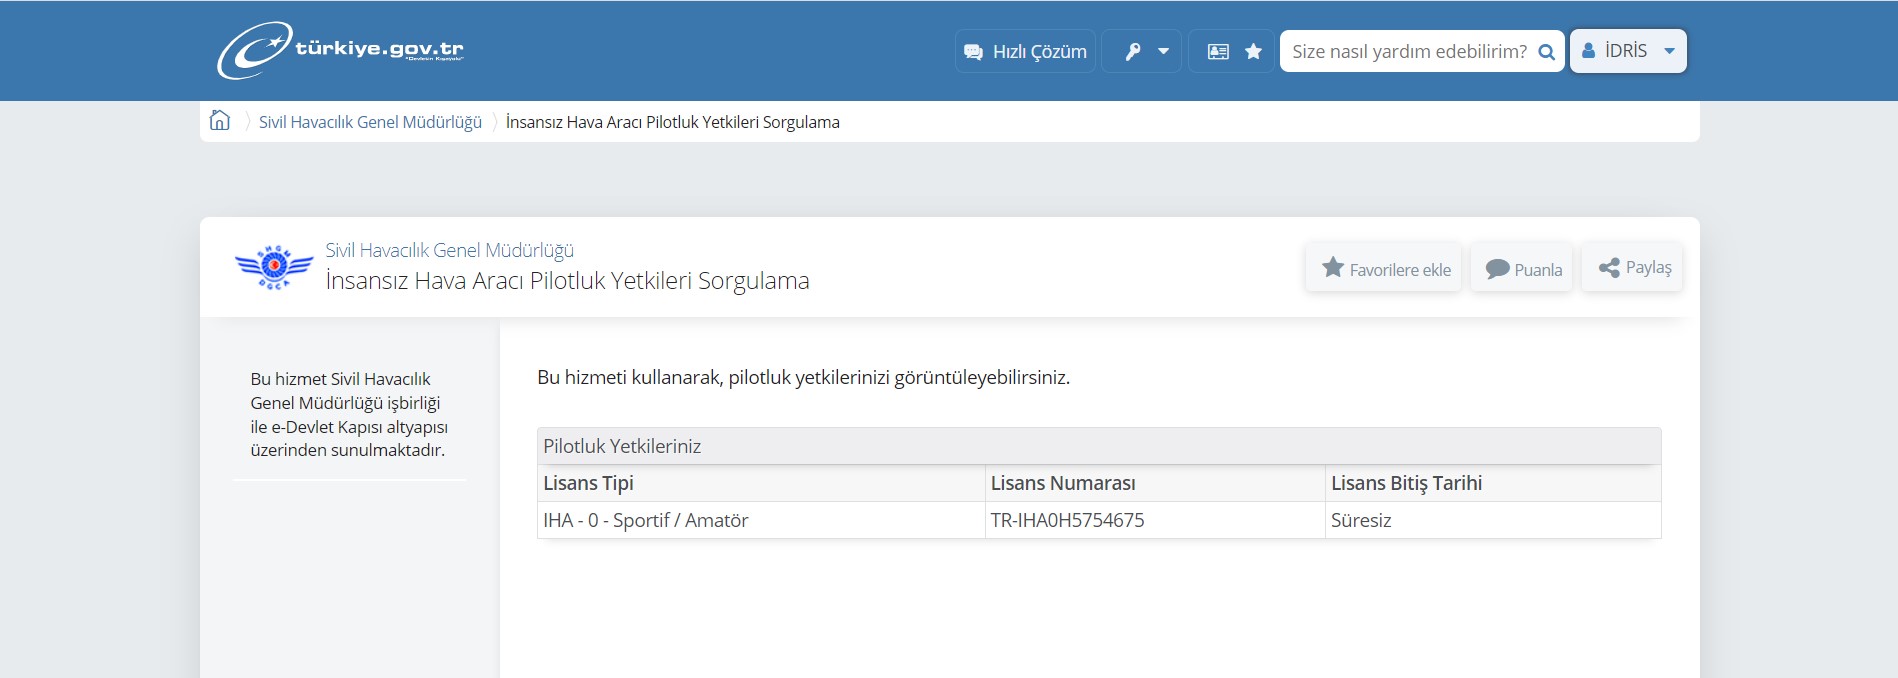 türkiye.gov.tr
"Devletin Kısayolu"
Hızlı Çözüm
Size nasıl yardım edebilirim?
İDRİS
Sivil Havacılık Genel Müdürlüğü
İnsansız Hava Aracı Pilotluk Yetkileri Sorgulama
SHGM
DGCA
Sivil Havacılık Genel Müdürlüğü
İnsansız Hava Aracı Pilotluk Yetkileri Sorgulama
Favorilere ekle
Puanla
Paylaş
Bu hizmet Sivil Havacılık
Genel Müdürlüğü işbirliği
ile e-Devlet Kapısı altyapısı
üzerinden sunulmaktadır.
Bu hizmeti kullanarak, pilotluk yetkilerinizi görüntüleyebilirsiniz.
Pilotluk Yetkileriniz
Lisans Tipi Lisans Numarası Lisans Bitiş Tarihi
IHA - 0 - Sportif / Amatör TR-IHA0H5754675 Süresiz